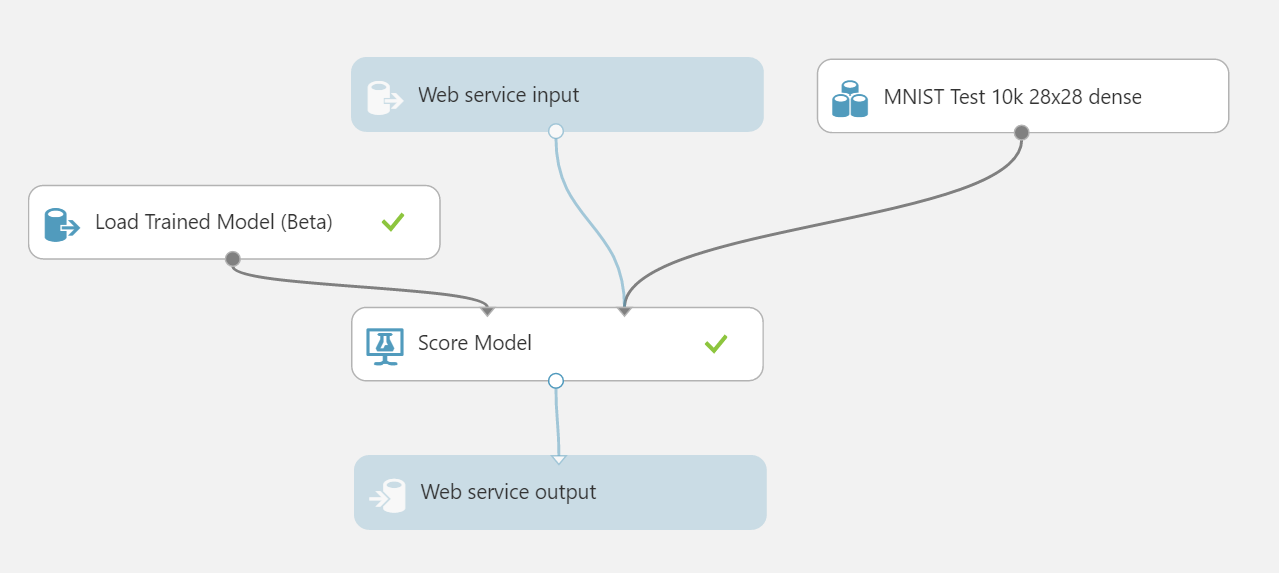 Web service input
MNIST Test 10k 28x28 dense
Load Trained Model (Beta)
Score Model
Web service output